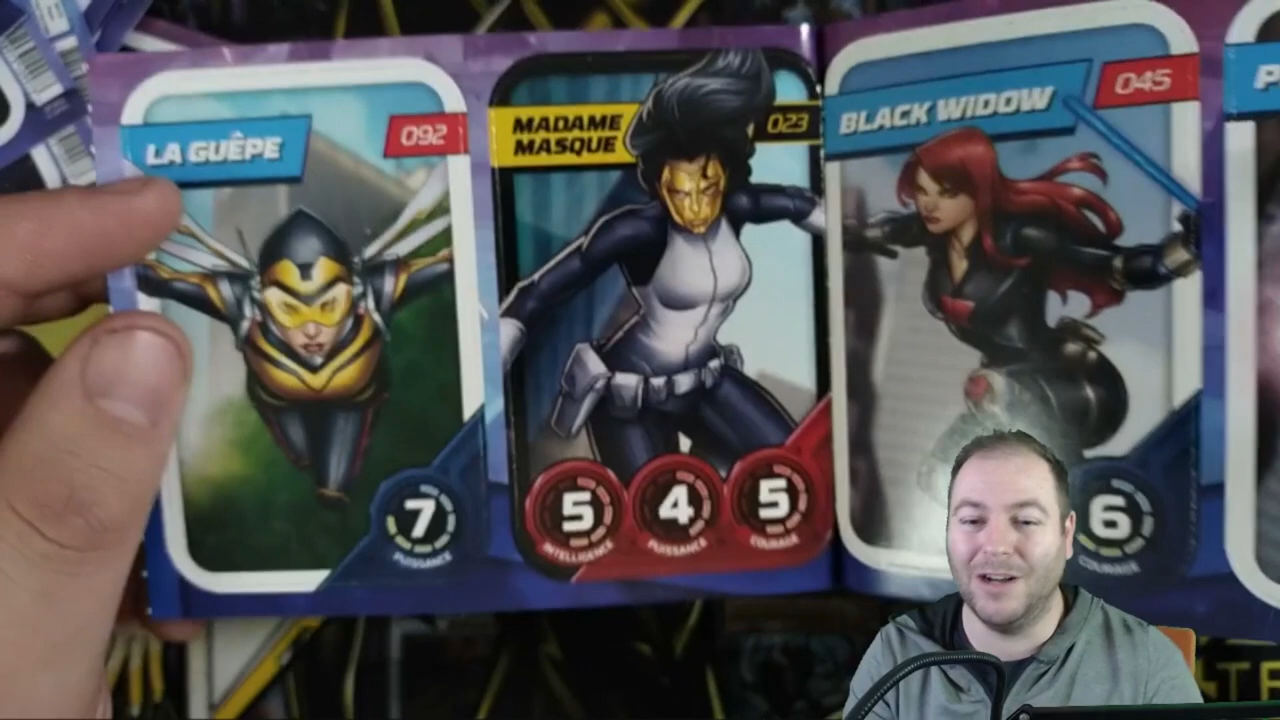 LA GUÊPE
092
7
PUISSANCE
MADAME
MASQUE
023
5
INTELLIGENCE
4
PUISSANCE
5
COURAGE
BLACK WIDOW
045
6
COURAGE
P